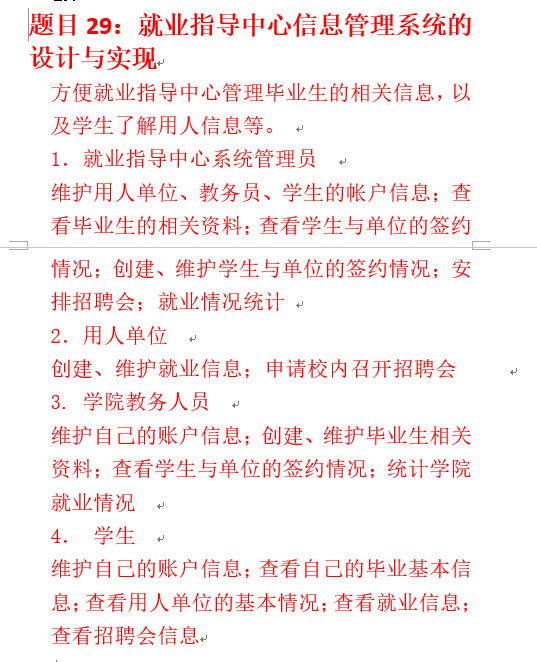 题目 29：就业指导中心信息管理系统的
设计与实现
方便就业指导中心管理毕业生的相关信息，以
及学生了解用人信息等。
1. 就业指导中心系统管理员
维护用人单位、教务员、学生的帐户信息；查
看毕业生的相关资料；查看学生与单位的签约
情况；创建、维护学生与单位的签约情况；安
排招聘会；就业情况统计
2. 用人单位
创建、维护就业信息；申请校内召开招聘会
3. 学院教务人员
维护自己的账户信息；创建、维护毕业生相关
资料；查看学生与单位的签约情况；统计学院
就业情况
4. 学生
维护自己的账户信息；查看自己的毕业基本信
息；查看用人单位的基本情况；查看就业信息；
查看招聘会信息